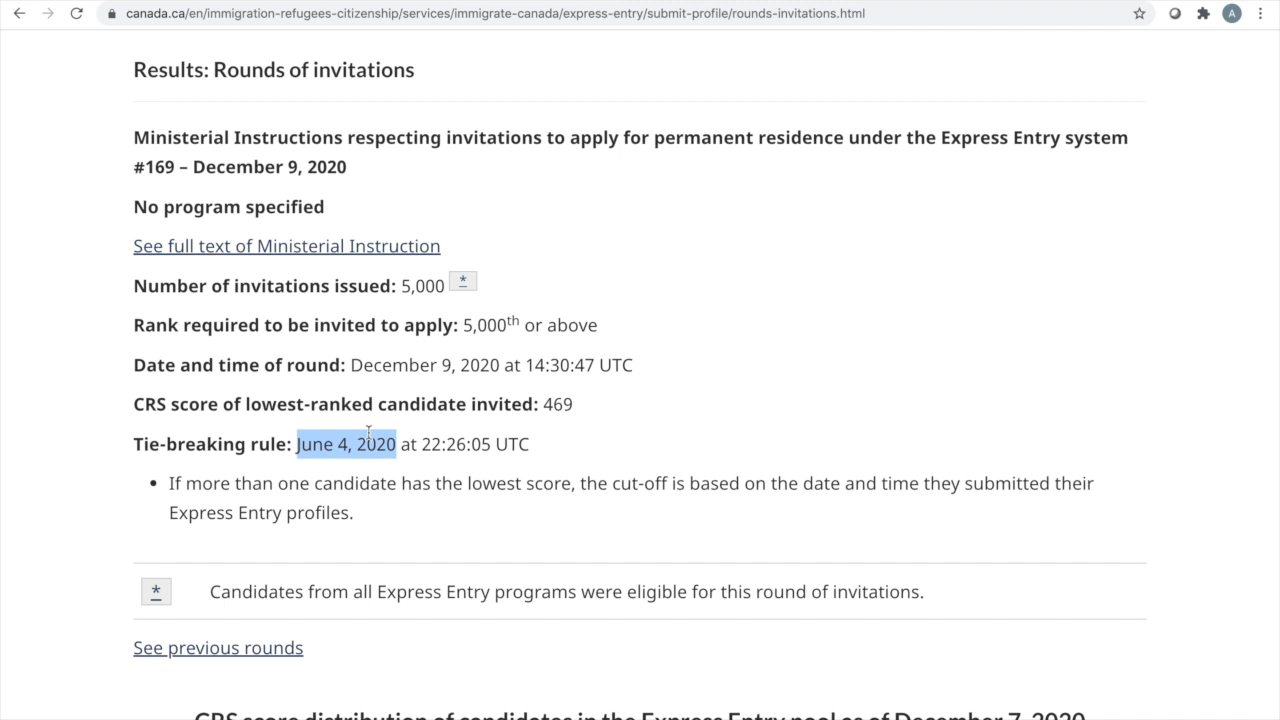 canada.ca/en/immigration-refugees-citizenship/services/immigrate-canada/express-entry/submit-profile/rounds-invitations.html
A
Results: Rounds of invitations
Ministerial Instructions respecting invitations to apply for permanent residence under the Express Entry system
#169 – December 9, 2020
No program specified
See full text of Ministerial Instruction
Number of invitations issued: 5,000 *
Rank required to be invited to apply: 5,000th or above
Date and time of round: December 9, 2020 at 14:30:47 UTC
CRS score of lowest-ranked candidate invited: 469
Tie-breaking rule: June 4, 2020 at 22:26:05 UTC
• If more than one candidate has the lowest score, the cut-off is based on the date and time they submitted their
Express Entry profiles.
* Candidates from all Express Entry programs were eligible for this round of invitations.
See previous rounds
CRS score distribution of candidates in the Express Entry pool as of December 7, 2020